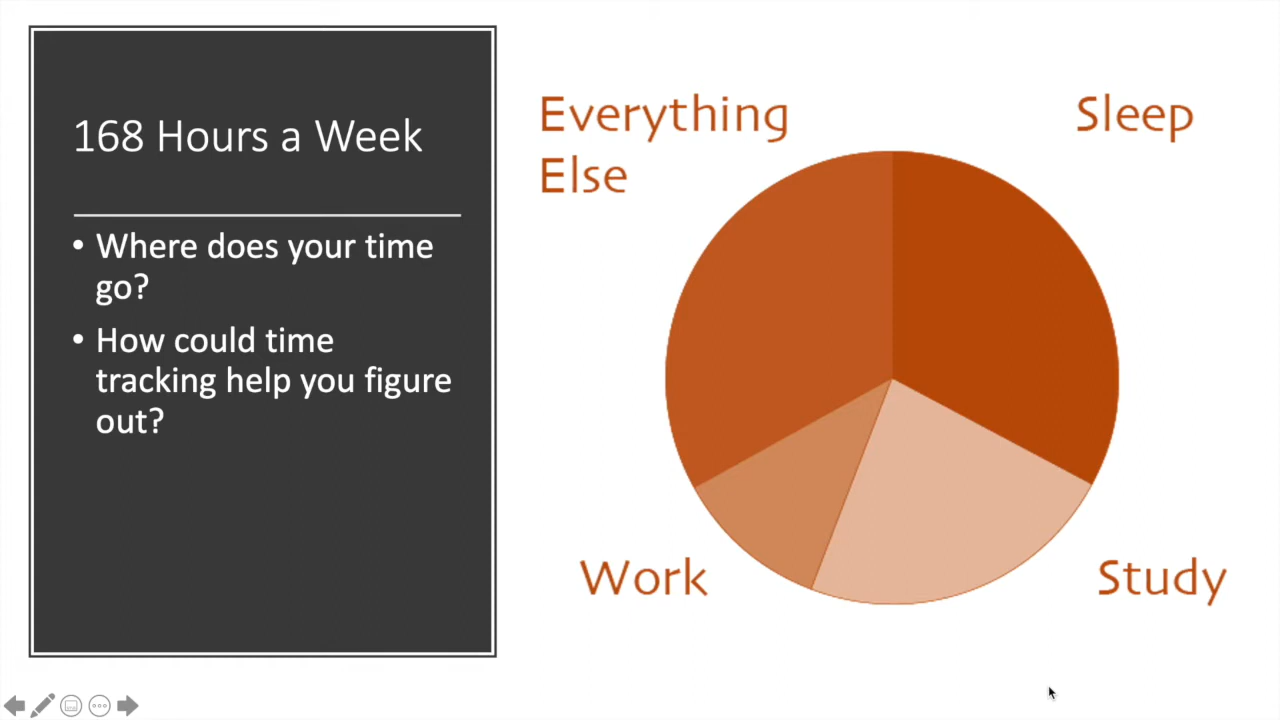 168 Hours a Week
• Where does your time
go?
• How could time
tracking help you figure
out?
Everything
Else
Sleep
Work
Study